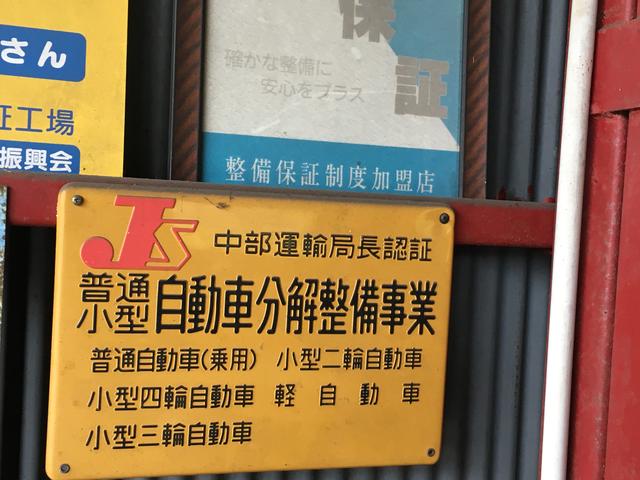 さん
証工場
振興会
保
証
確かな整備に
安心をプラス
整備保証制度加盟店
JS 中部運輸局長認証
普通
小型 自動車分解整備事業
普通自動車(乗用) 小型二輪自動車
小型四輪自動車 軽自動車
小型三輪自動車